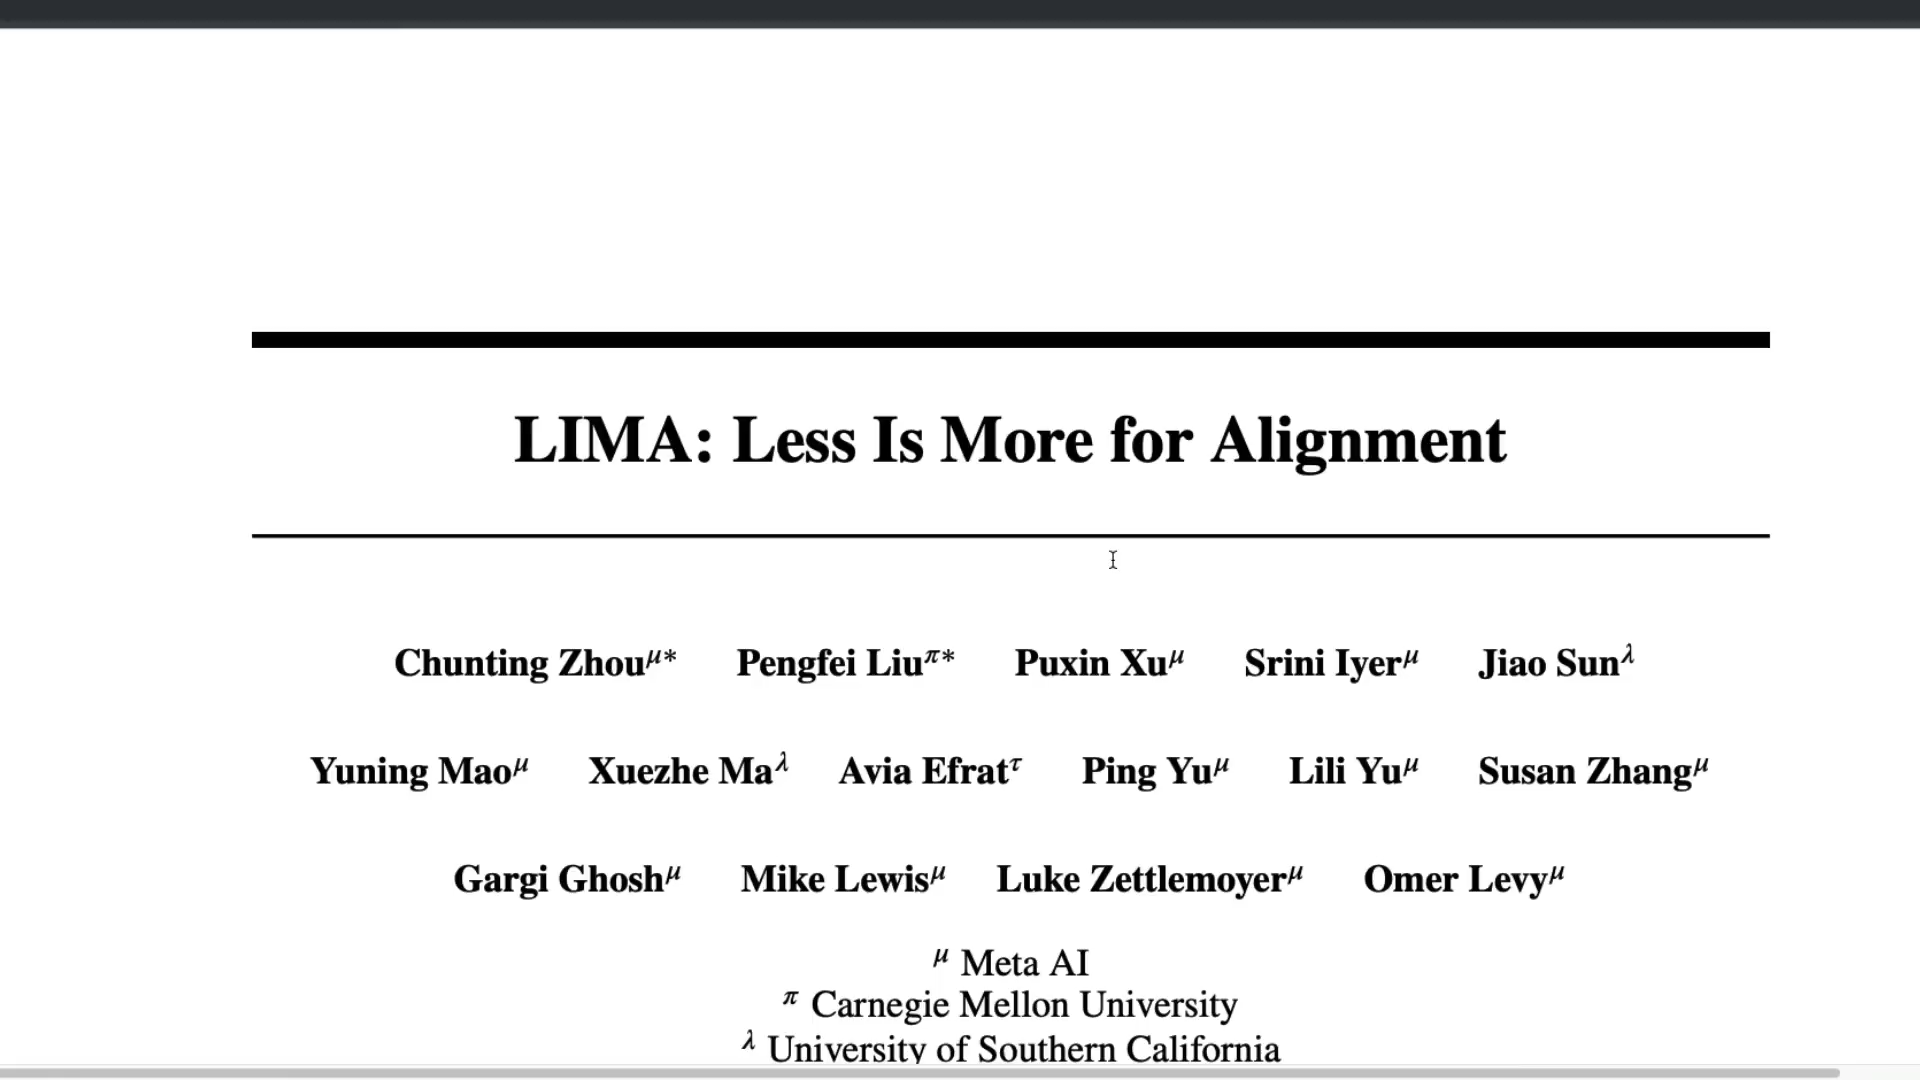 LIMA: Less Is More for Alignment
Chunting Zhouμ* Pengfei Liuπ* Puxin Xuμ Srini Iyerμ Jiao Sunλ
Yuning Maoμ Xuezhe Maλ Avia Efratτ Ping Yuμ Lili Yuμ Susan Zhangμ
Gargi Ghoshμ Mike Lewisμ Luke Zettlemoyerμ Omer Levyμ
μ Meta AI
π Carnegie Mellon University
λ University of Southern California